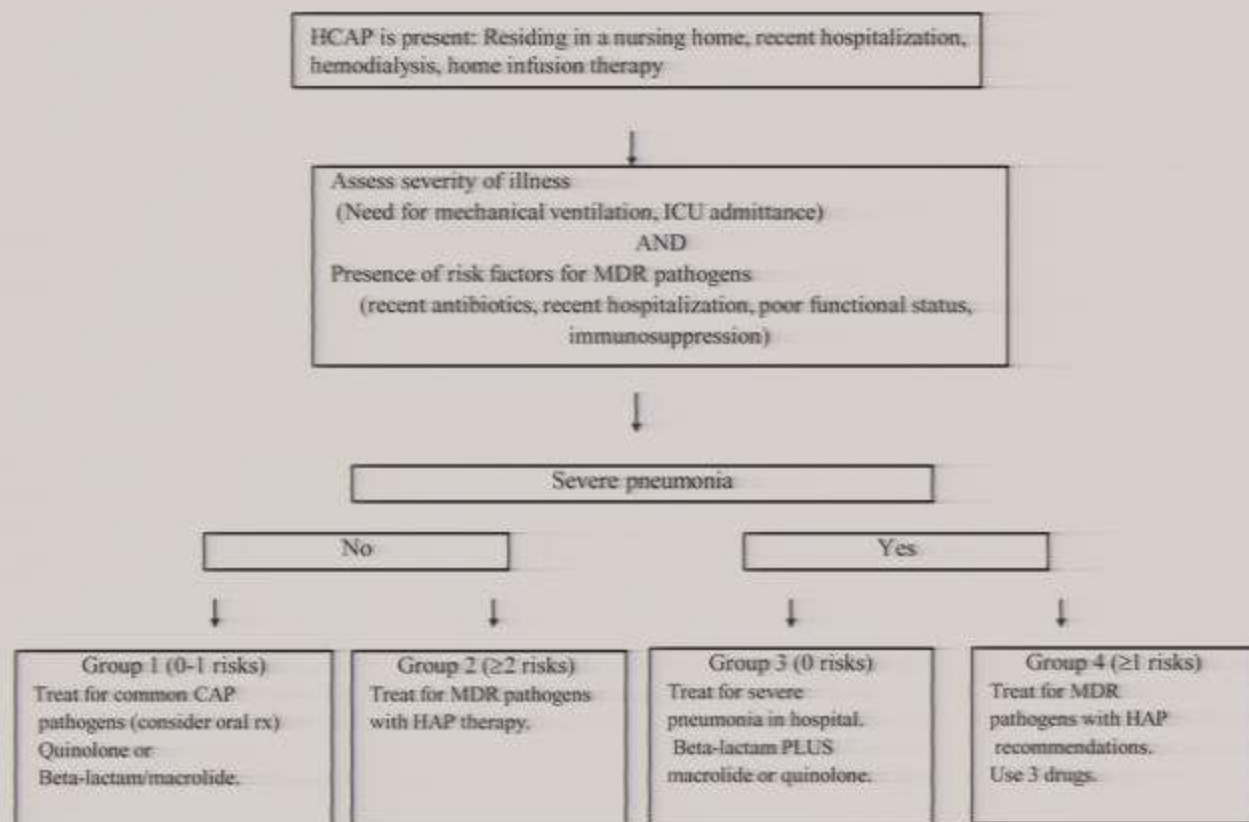 HCAP is present: Residing in a nursing home, recent hospitalization,
hemodialysis, home infusion therapy
Assess severity of illness
(Need for mechanical ventilation, ICU admittance)
AND
Presence of risk factors for MDR pathogens
(recent antibiotics, recent hospitalization, poor functional status,
immunosuppression)
Severe pneumonia
No
Yes
Group 1 (0-1 risks)
Treat for common CAP
pathogens (consider oral rx)
Quinolone or
Beta-lactam/macrolide.
Group 2 (≥2 risks)
Treat for MDR pathogens
with HAP therapy.
Group 3 (0 risks)
Treat for severe
pneumonia in hospital.
Beta-lactam PLUS
macrolide or quinolone.
Group 4 (≥1 risks)
Treat for MDR
pathogens with HAP
recommendations.
Use 3 drugs.